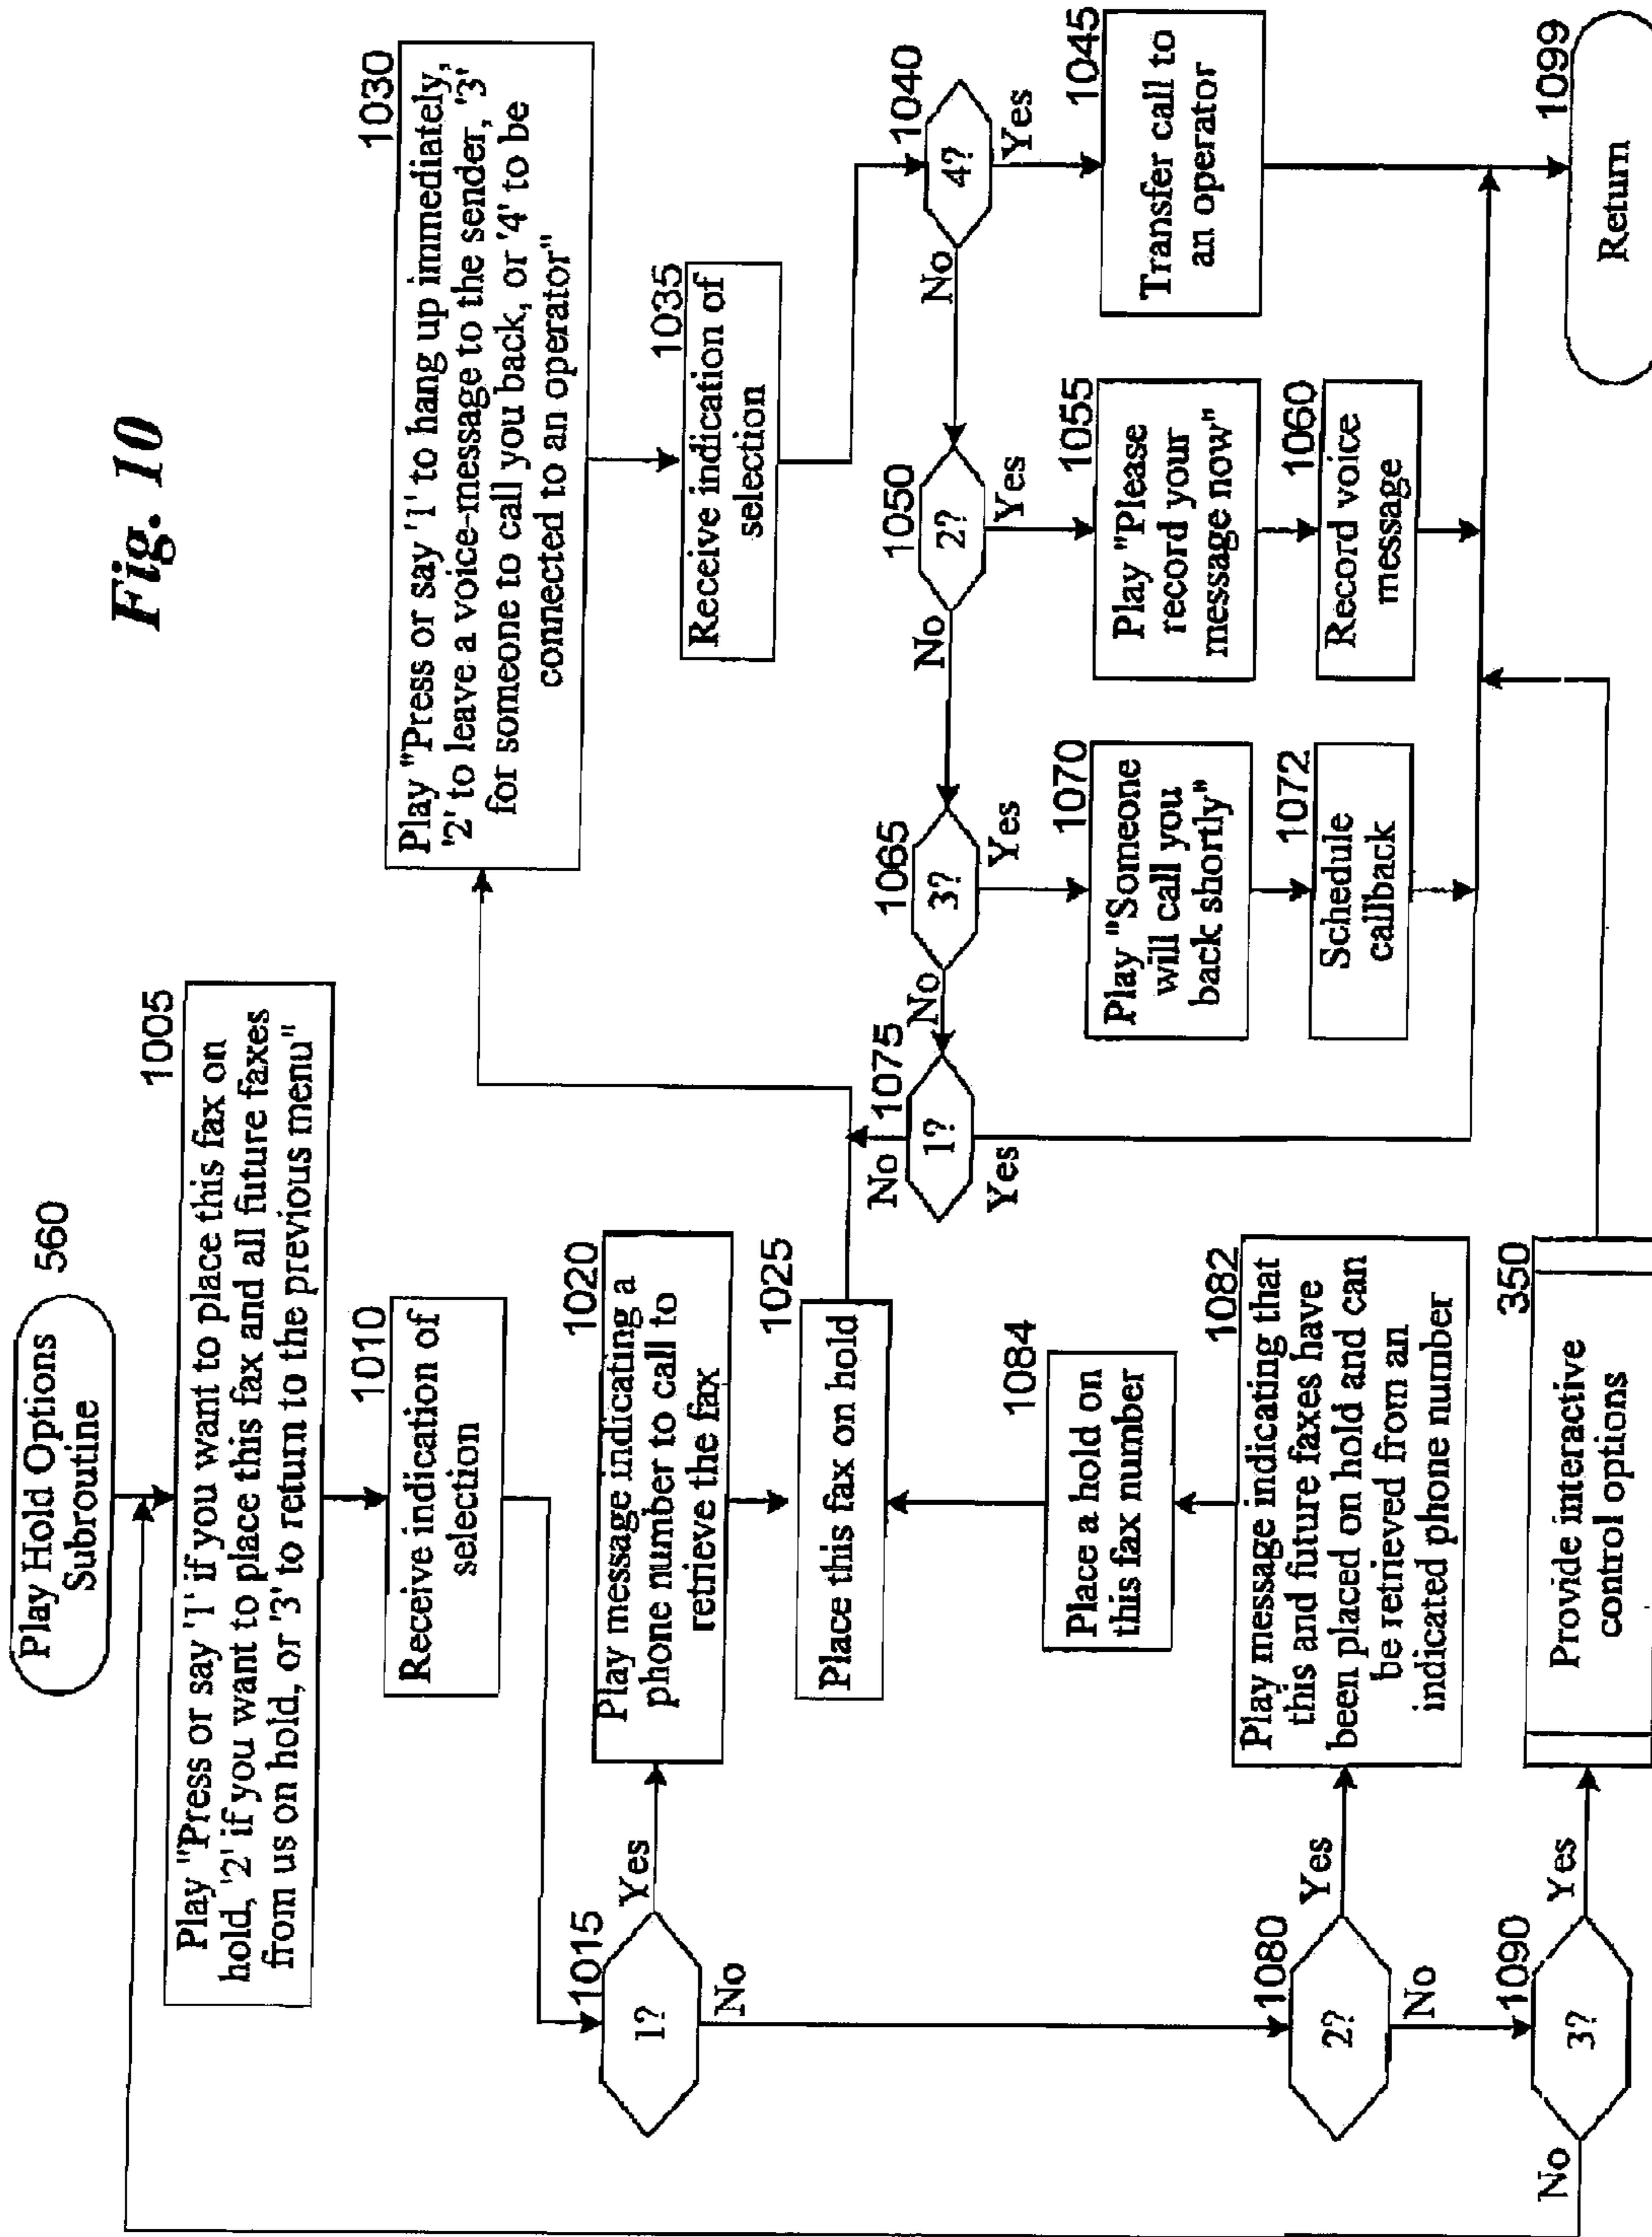 Fig. 10
Play Hold Options
Subroutine
560
1005
Play "Press or say '1' if you want to place this fax on
hold, '2' if you want to place this fax and all future faxes
from us on hold, or '3' to return to the previous menu"
1010
Receive indication of
selection
1015
1?
Yes
No
1020
Play message indicating a
phone number to call to
retrieve the fax
1025
Place this fax on hold
1084
Place a hold on
this fax number
1080
2?
Yes
No
1082
Play message indicating that
this and future faxes have
been placed on hold and can
be retrieved from an
indicated phone number
1090
3?
Yes
No
350
Provide interactive
control options
1030
Play "Press or say '1' to hang up immediately,
'2' to leave a voice-message to the sender, '3'
for someone to call you back, or '4' to be
connected to an operator"
1035
Receive indication of
selection
1040
4?
Yes
No
1045
Transfer call to
an operator
1050
2?
Yes
No
1055
Play "Please
record your
message now"
1060
Record voice
message
1065
3?
Yes
No
1070
Play "Someone
will call you
back shortly"
1072
Schedule
callback
1075
1?
No
Yes
1099
Return